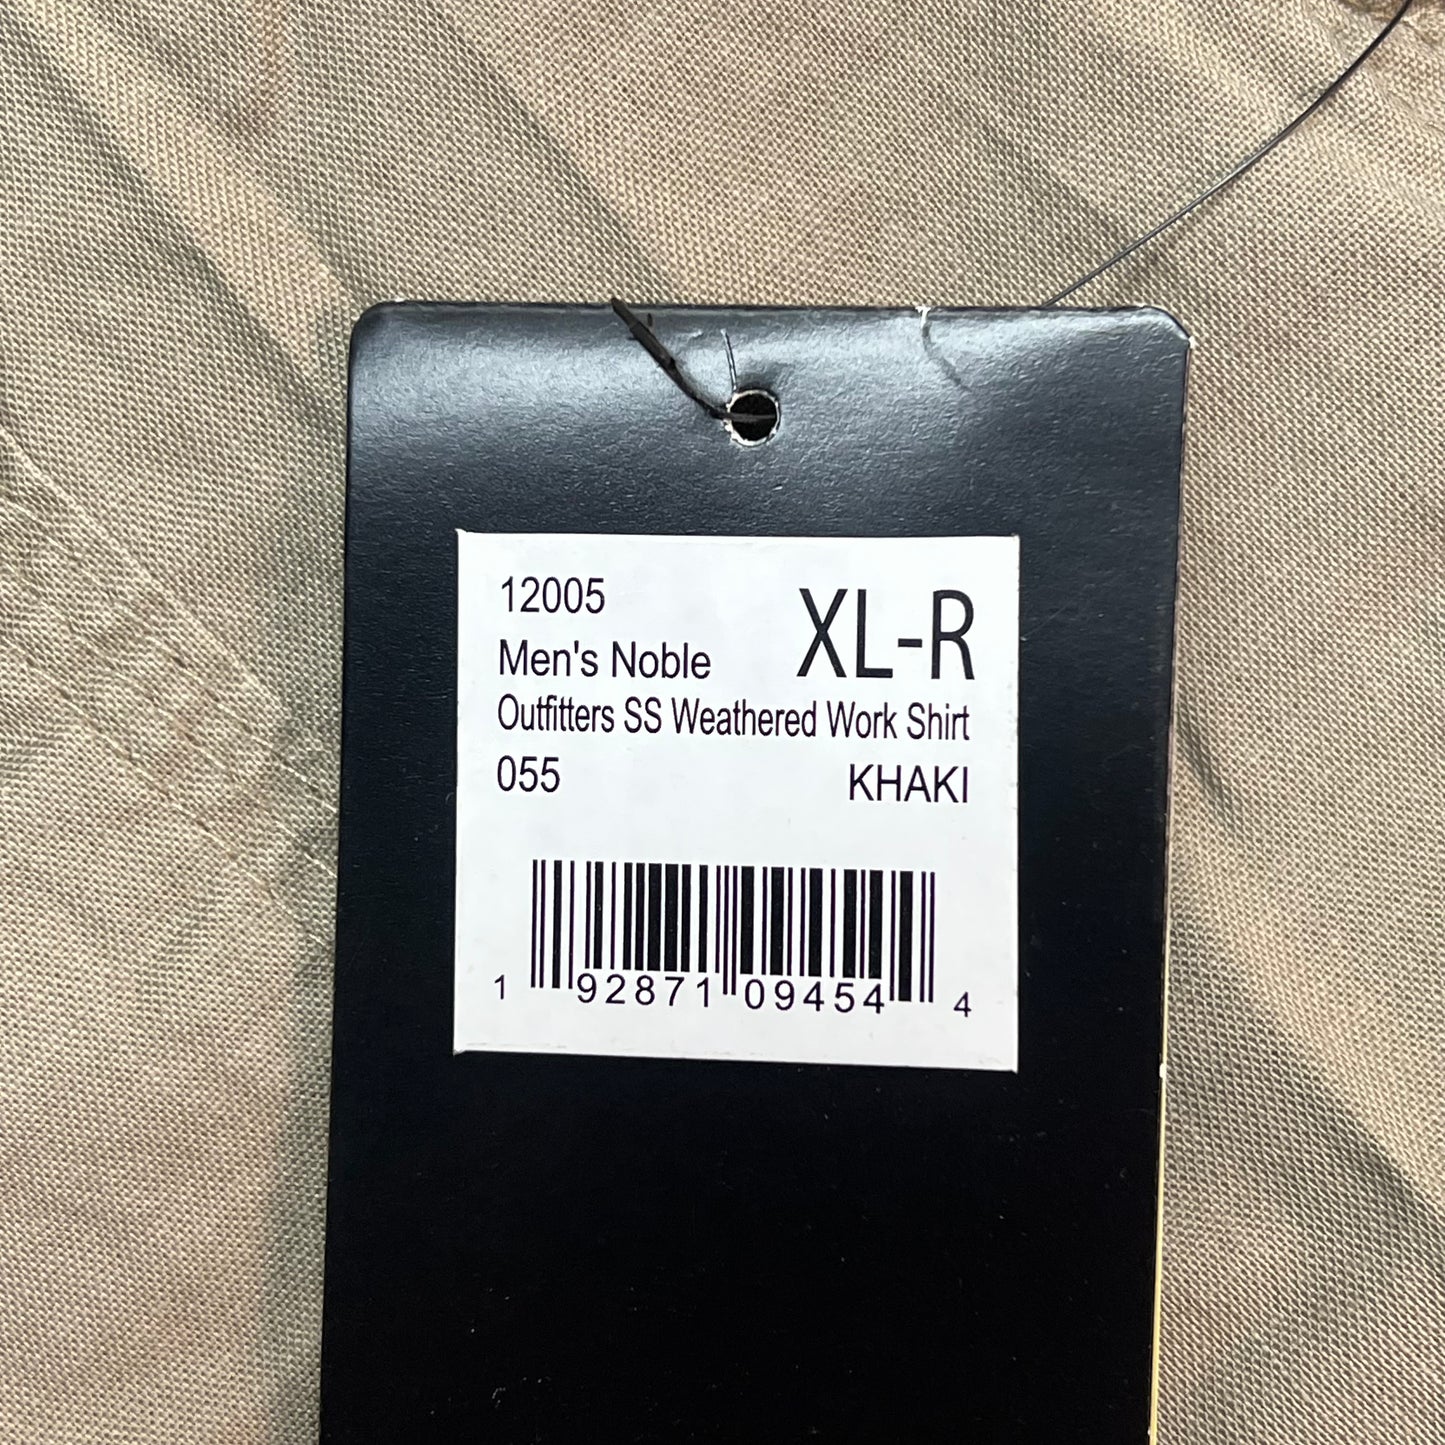 12005
XL-R
Men's Noble
Outfitters SS Weathered Work Shirt
055 KHAKI
1 92871 09454 4